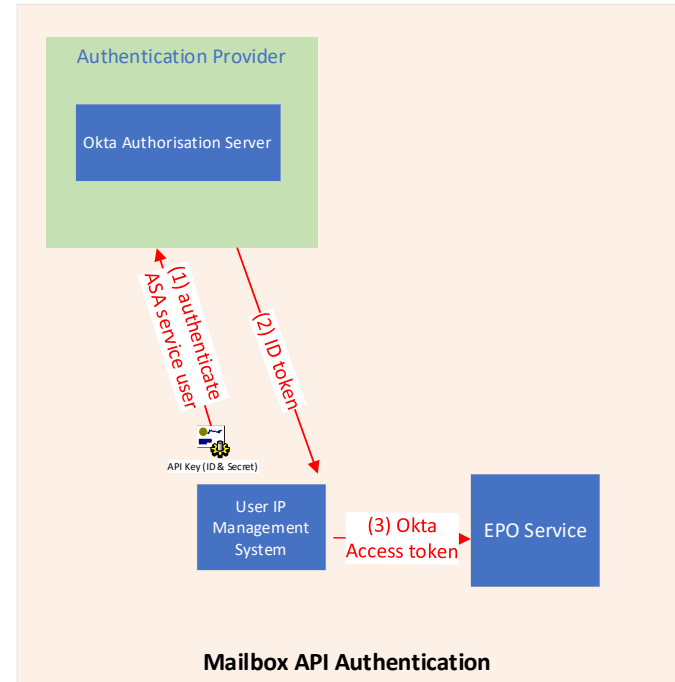 Authentication Provider
Okta Authorisation Server
(1) authenticate
ASA service user
(2) ID token
API Key (ID & Secret)
User IP
Management
System
(3) Okta
Access token
EPO Service
Mailbox API Authentication